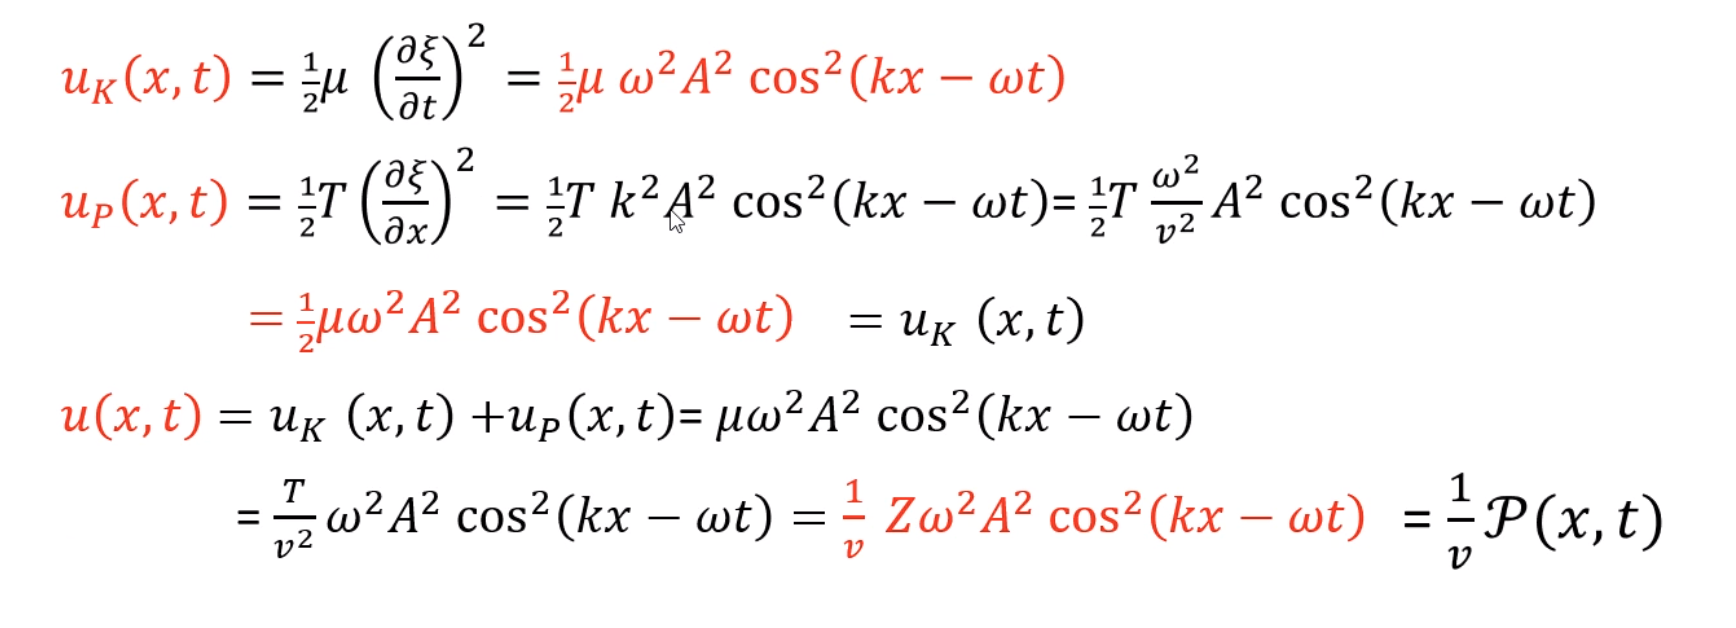 u_K(x, t) = ½μ (∂ξ/∂t)² = ½μ ω²A² cos²(kx − ωt)
u_P(x, t) = ½T (∂ξ/∂x)² = ½T k²A² cos²(kx − ωt)= ½T ω²/v² A² cos²(kx − ωt)
= ½μω²A² cos²(kx − ωt) = u_K (x, t)
u(x, t) = u_K (x, t) +u_P(x, t)= μω²A² cos²(kx − ωt)
= T/v² ω²A² cos²(kx − ωt) = 1/v Zω²A² cos²(kx − ωt) = 1/v 𝒫(x, t)